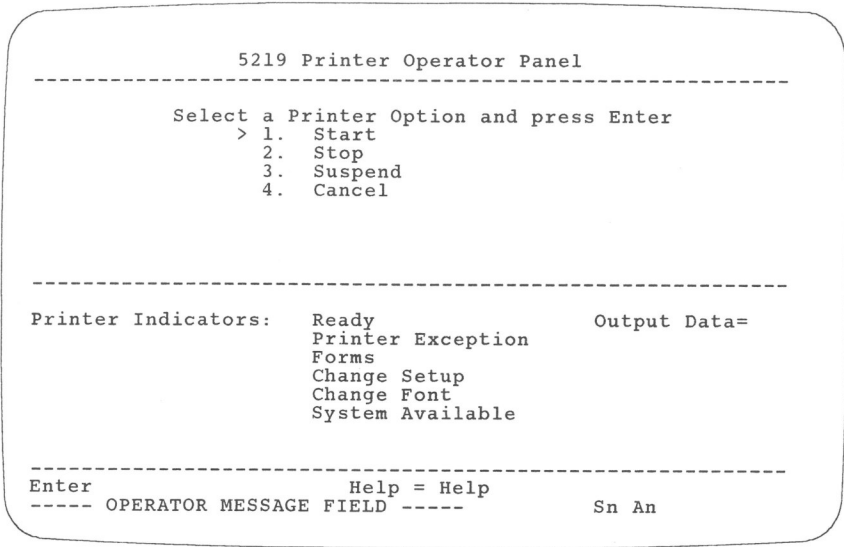 5219 Printer Operator Panel
------------------------------------------------------------
Select a Printer Option and press Enter
> 1. Start
2. Stop
3. Suspend
4. Cancel
------------------------------------------------------------
Printer Indicators: Ready Output Data=
Printer Exception
Forms
Change Setup
Change Font
System Available
------------------------------------------------------------
Enter Help = Help
----- OPERATOR MESSAGE FIELD ----- Sn An